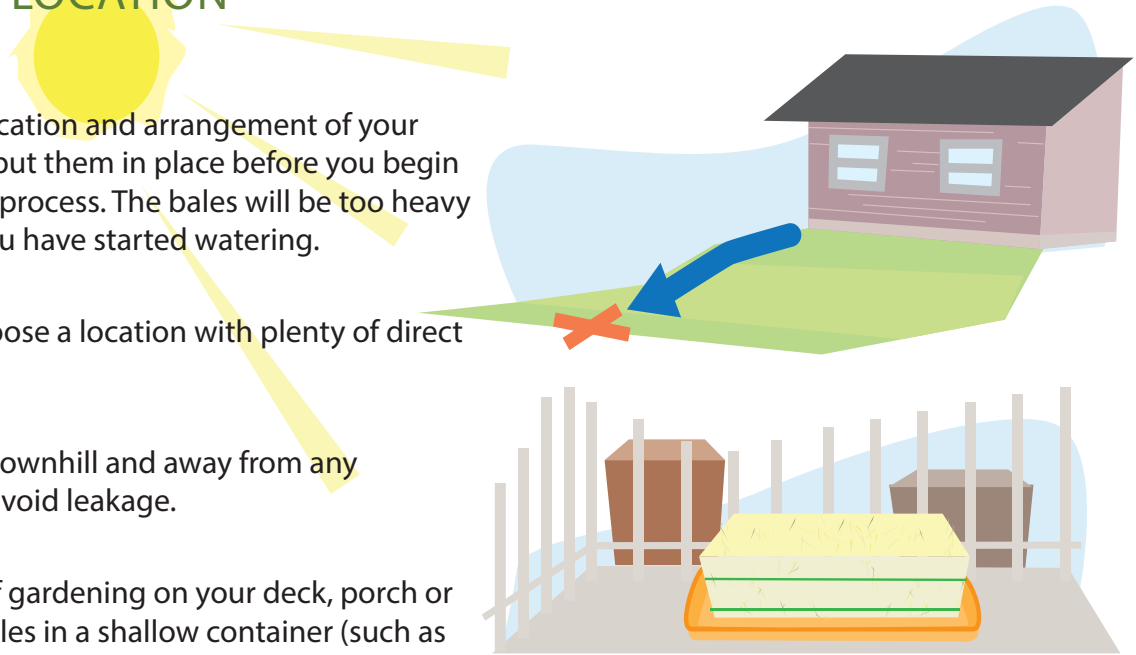 LOCATION
cation and arrangement of your
put them in place before you begin
process. The bales will be too heavy
u have started watering.
oose a location with plenty of direct
ownhill and away from any
void leakage.
f gardening on your deck, porch or
les in a shallow container (such as